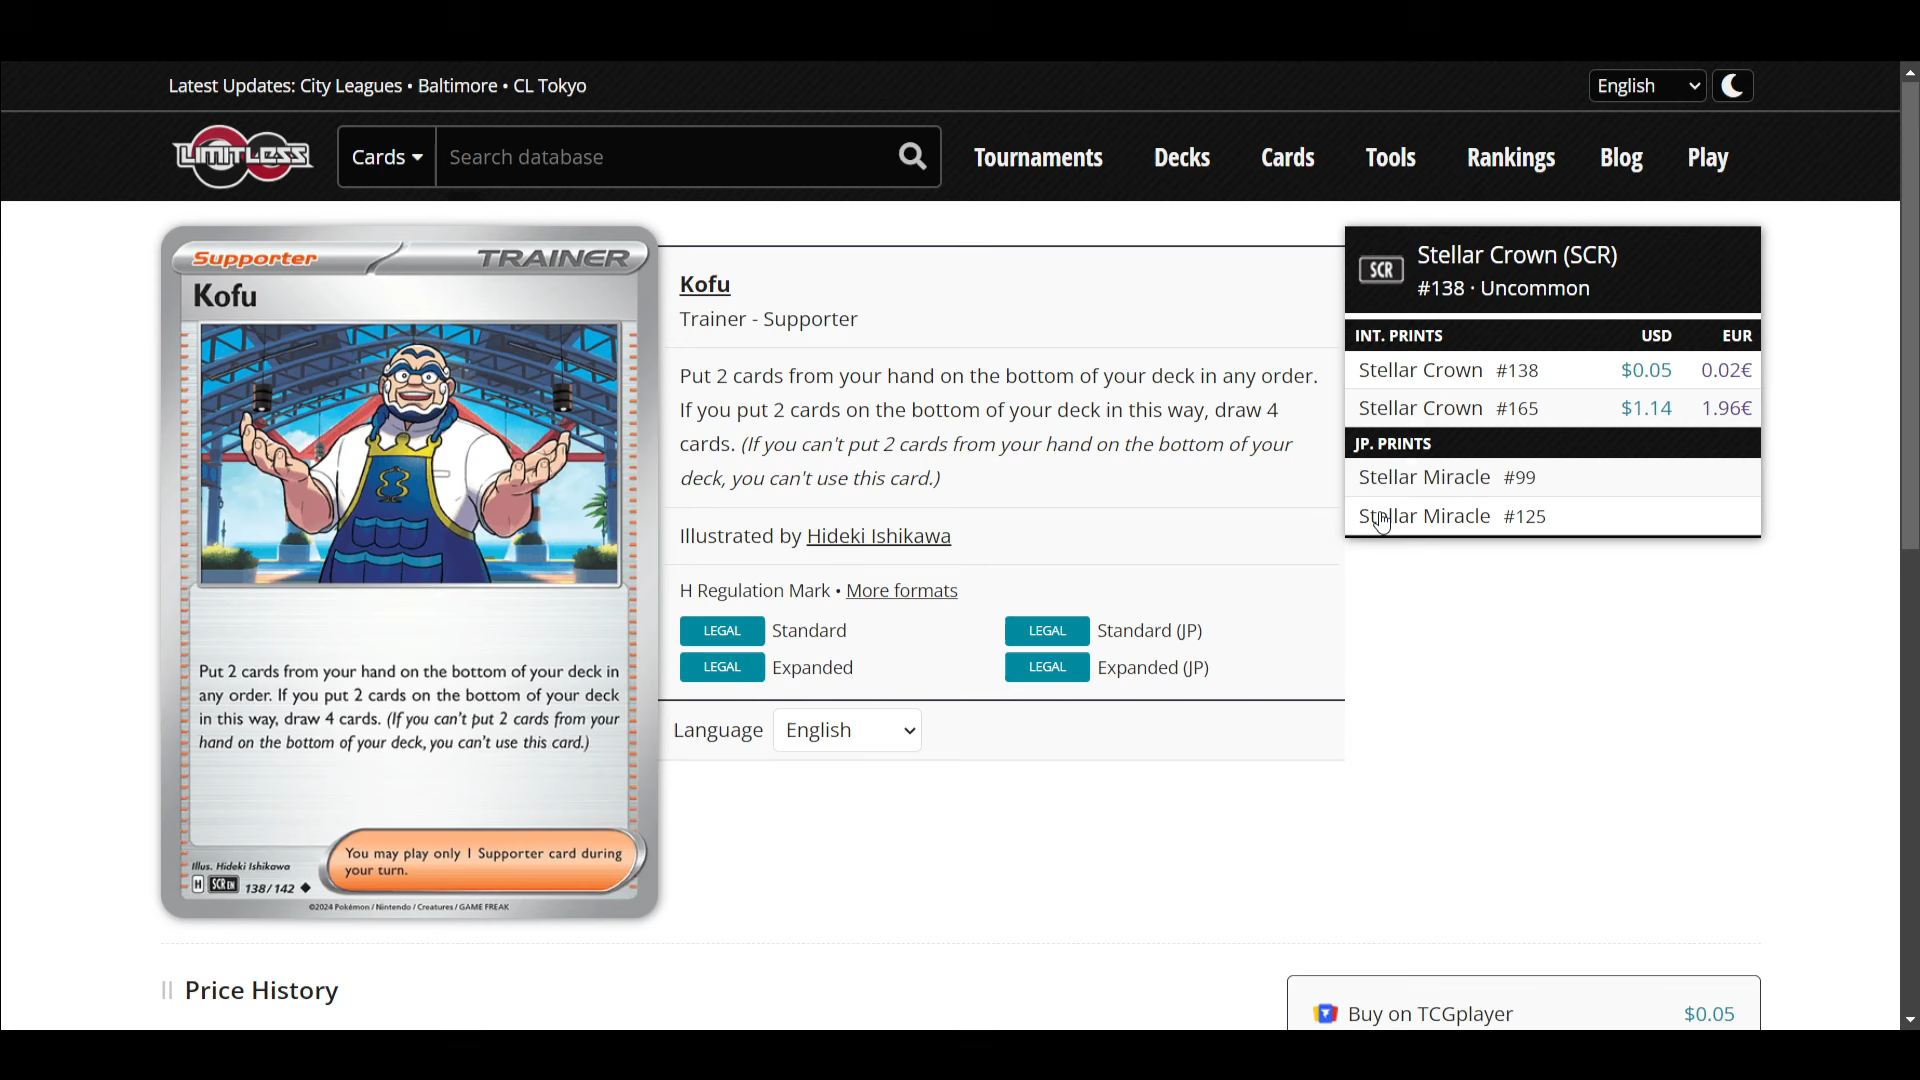 Latest Updates: City Leagues • Baltimore • CL Tokyo
English
LIMITLESS
Cards
Search database
Tournaments
Decks
Cards
Tools
Rankings
Blog
Play
Supporter
TRAINER
Kofu
Put 2 cards from your hand on the bottom of your deck in
any order. If you put 2 cards on the bottom of your deck
in this way, draw 4 cards. (If you can't put 2 cards from your
hand on the bottom of your deck, you can't use this card.)
You may play only 1 Supporter card during
your turn.
Illus. Hideki Ishikawa
H SCR EN 138/142
©2024 Pokémon / Nintendo / Creatures / GAME FREAK
Kofu
Trainer - Supporter
Put 2 cards from your hand on the bottom of your deck in any order.
If you put 2 cards on the bottom of your deck in this way, draw 4
cards. (If you can't put 2 cards from your hand on the bottom of your
deck, you can't use this card.)
Illustrated by Hideki Ishikawa
H Regulation Mark • More formats
LEGAL Standard
LEGAL Standard (JP)
LEGAL Expanded
LEGAL Expanded (JP)
Language English
SCR
Stellar Crown (SCR)
#138 · Uncommon
INT. PRINTS USD EUR
Stellar Crown #138 $0.05 0.02€
Stellar Crown #165 $1.14 1.96€
JP. PRINTS
Stellar Miracle #99
Stellar Miracle #125
Price History
Buy on TCGplayer $0.05